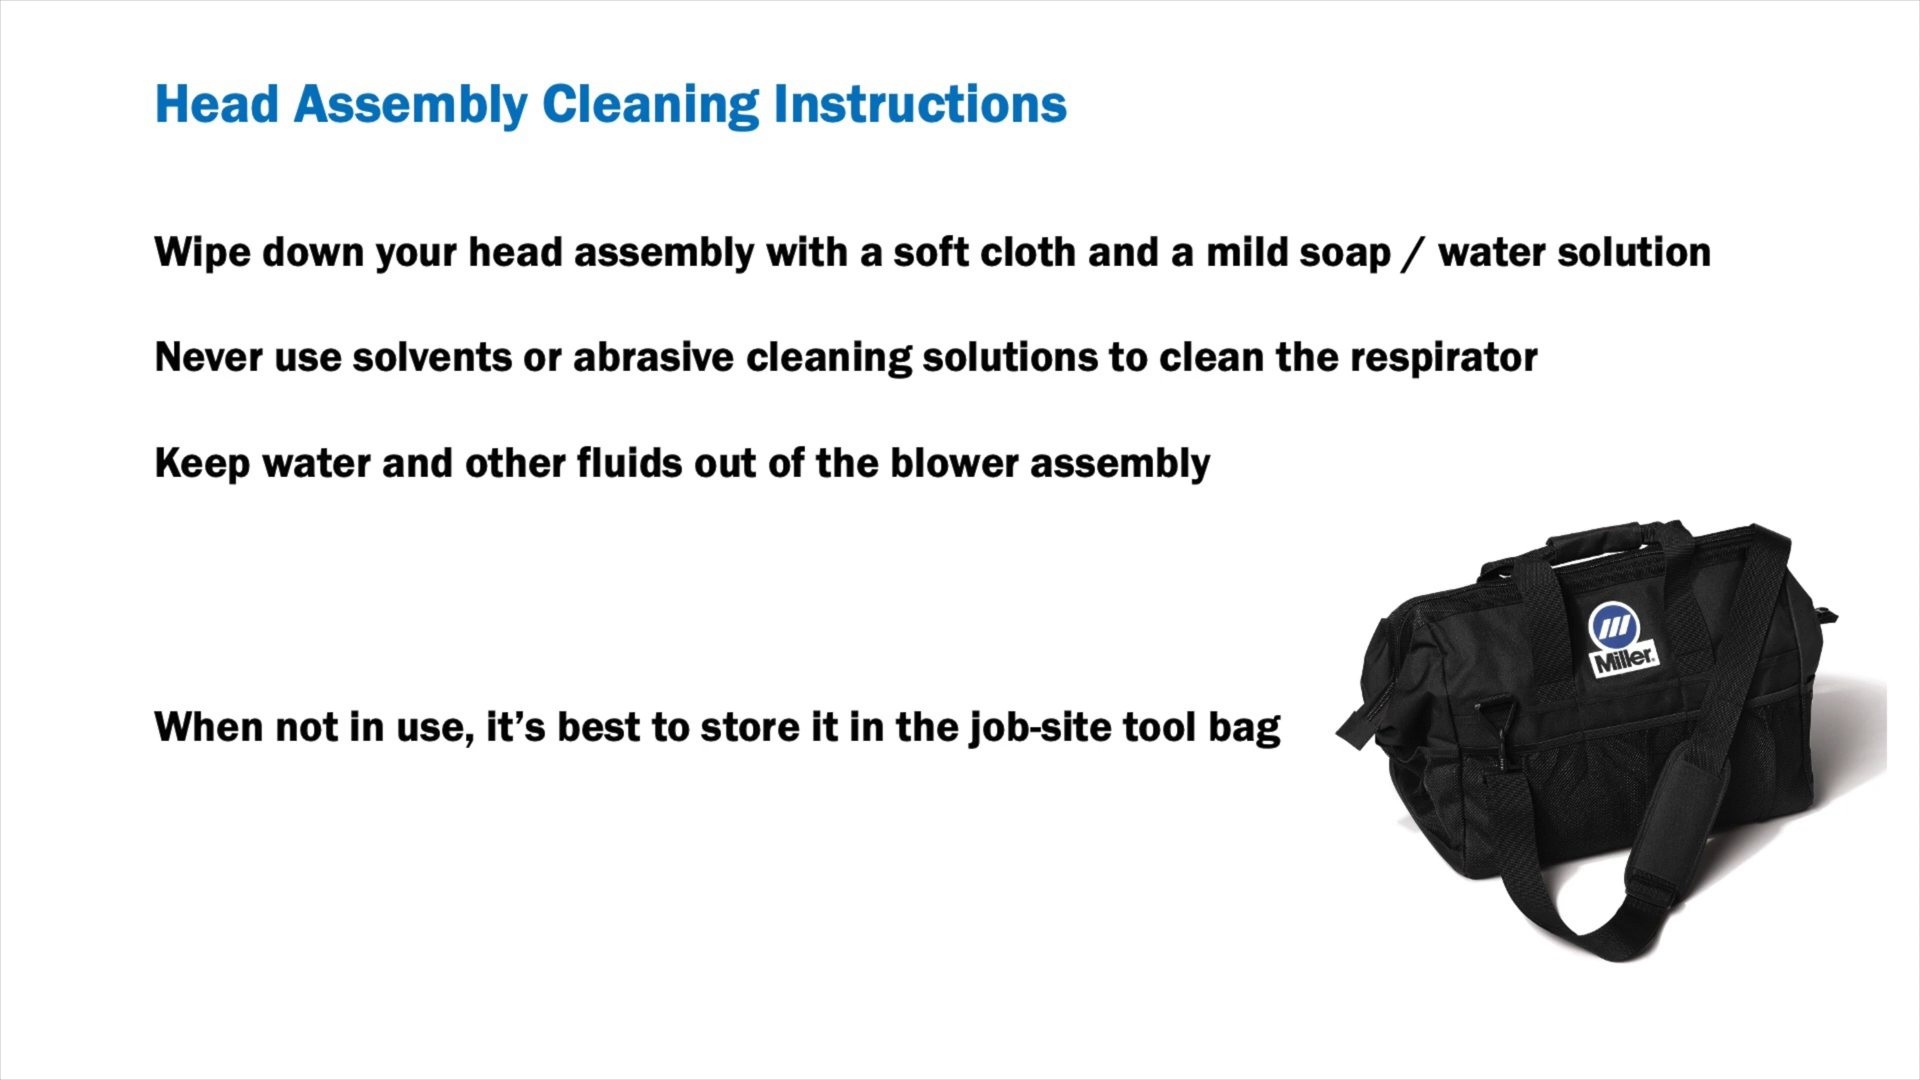 Head Assembly Cleaning Instructions
Wipe down your head assembly with a soft cloth and a mild soap / water solution
Never use solvents or abrasive cleaning solutions to clean the respirator
Keep water and other fluids out of the blower assembly
Miller®
When not in use, it’s best to store it in the job-site tool bag